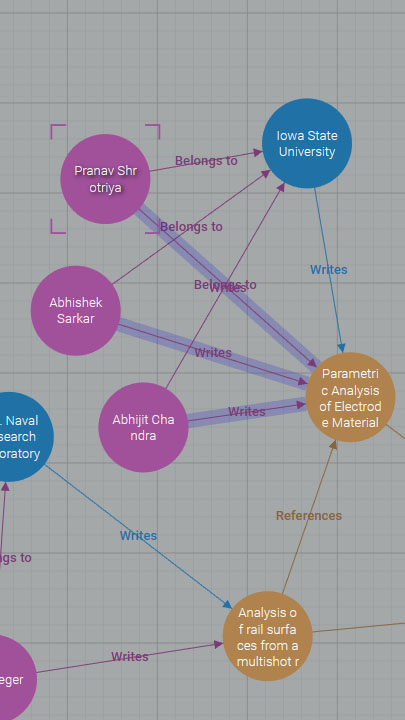 Iowa State
University
Belongs to
Pranav Shr
otriya
Belongs to
Writes
Belongs to
Writes
Abhishek
Sarkar
Writes
Parametri
c Analysis
of Electrod
e Material
Writes
Abhijit Cha
ndra
. Naval
search
oratory
References
Writes
ngs to
Analysis o
f rail surfa
ces from a
multishot r
Writes
eger